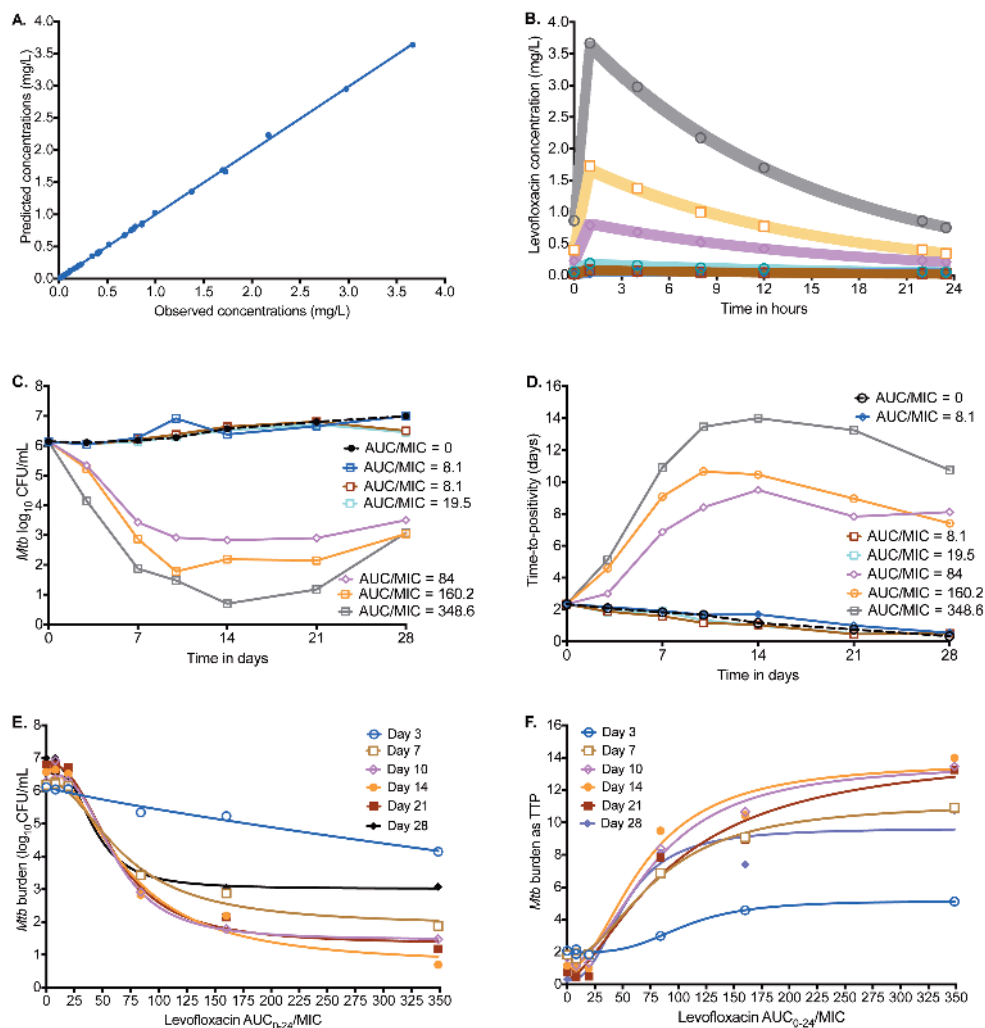 A.
Predicted concentrations (mg/L)
4.0
3.5
3.0
2.5
2.0
1.5
1.0
0.5
0.0
0.0 0.5 1.0 1.5 2.0 2.5 3.0 3.5 4.0
Observed concentrations (mg/L)
B.
Levofloxacin concentration (mg/L)
4.0
3.5
3.0
2.5
2.0
1.5
1.0
0.5
0.0
0 3 6 9 12 15 18 21 24
Time in hours
C.
Mtb log10 CFU/mL
8
7
6
5
4
3
2
1
0
AUC/MIC = 0
AUC/MIC = 8.1
AUC/MIC = 8.1
AUC/MIC = 19.5
AUC/MIC = 84
AUC/MIC = 160.2
AUC/MIC = 348.6
0 7 14 21 28
Time in days
D.
Time-to-positivity (days)
16
14
12
10
8
6
4
2
0
AUC/MIC = 0
AUC/MIC = 8.1
AUC/MIC = 8.1
AUC/MIC = 19.5
AUC/MIC = 84
AUC/MIC = 160.2
AUC/MIC = 348.6
0 7 14 21 28
Time in days
E.
Mtb burden (log10 CFU/mL
8
7
6
5
4
3
2
1
0
Day 3
Day 7
Day 10
Day 14
Day 21
Day 28
0 25 50 75 100 125 150 175 200 225 250 275 300 325 350
Levofloxacin AUC0-24/MIC
F.
Mtb burden as TTP
16
14
12
10
8
6
4
2
0
Day 3
Day 7
Day 10
Day 14
Day 21
Day 28
0 25 50 75 100 125 150 175 200 225 250 275 300 325 350
Levofloxacin AUC0-24/MIC